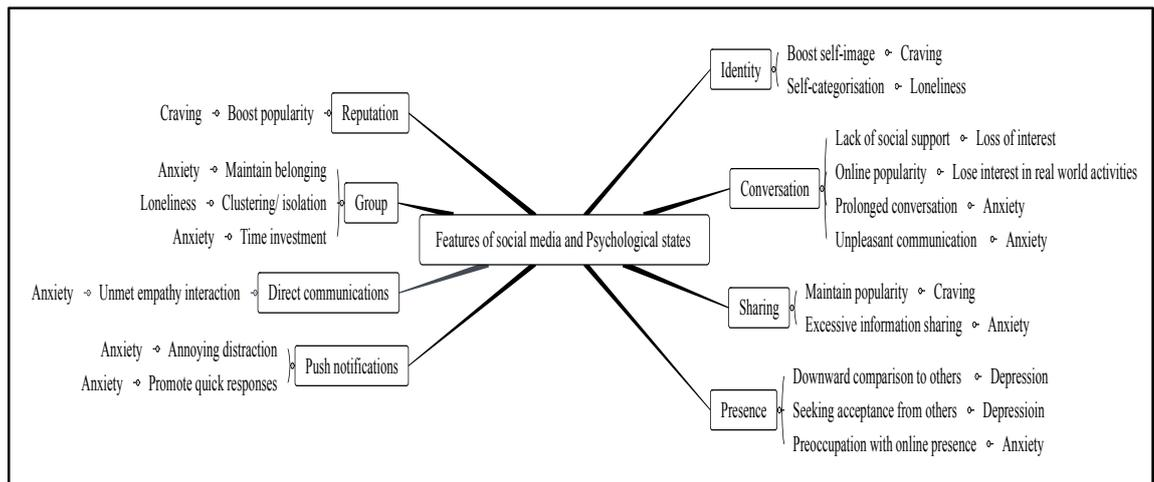 Features of social media and Psychological states
Reputation
Boost popularity
Craving
Group
Maintain belonging
Anxiety
Clustering/ isolation
Loneliness
Time investment
Anxiety
Direct communications
Unmet empathy interaction
Anxiety
Push notifications
Annoying distraction
Anxiety
Promote quick responses
Anxiety
Identity
Boost self-image
Craving
Self-categorisation
Loneliness
Conversation
Lack of social support
Loss of interest
Online popularity
Lose interest in real world activities
Prolonged conversation
Anxiety
Unpleasant communication
Anxiety
Sharing
Maintain popularity
Craving
Excessive information sharing
Anxiety
Presence
Downward comparison to others
Depression
Seeking acceptance from others
Depressioin
Preoccupation with online presence
Anxiety